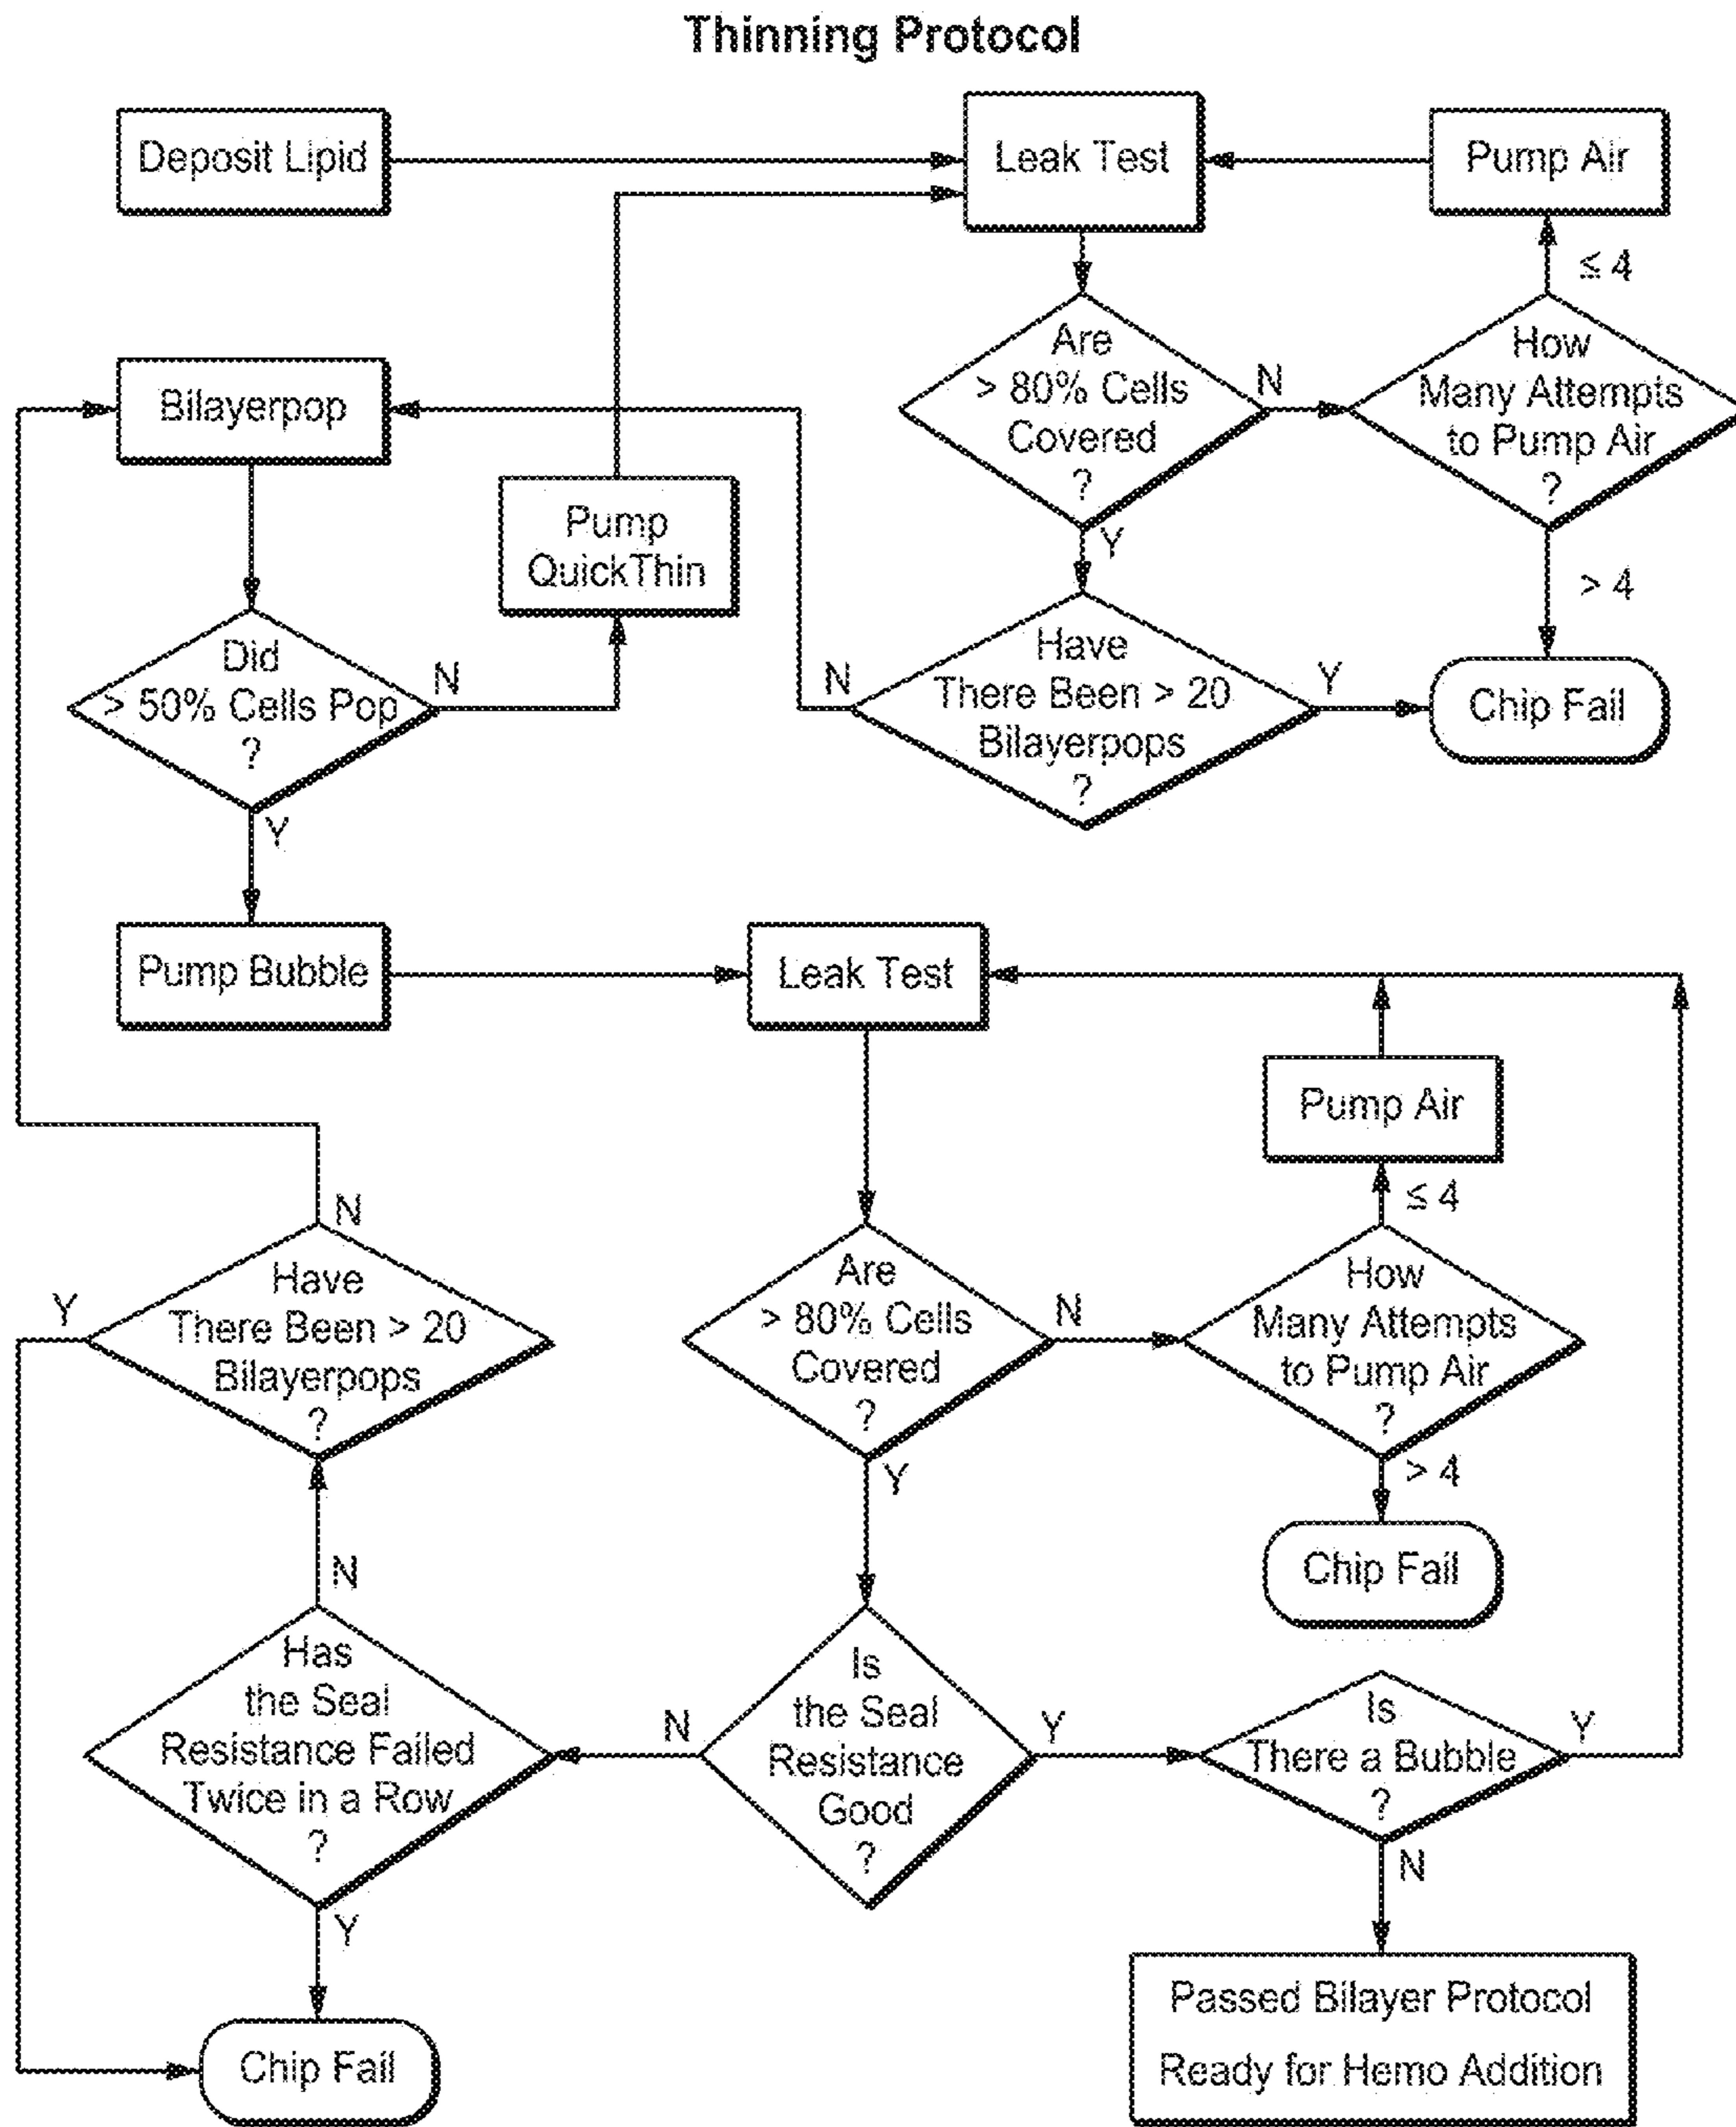 Thinning Protocol
Deposit Lipid
Leak Test
Pump Air
≤ 4
Are
> 80% Cells
Covered
?
N
Y
How
Many Attempts
to Pump Air
?
> 4
Bilayerpop
Pump
QuickThin
Did
> 50% Cells Pop
?
N
Y
Have
There Been > 20
Bilayerpops
?
N
Y
Chip Fail
Pump Bubble
Leak Test
Pump Air
≤ 4
Have
There Been > 20
Bilayerpops
?
N
Y
Are
> 80% Cells
Covered
?
N
Y
How
Many Attempts
to Pump Air
?
> 4
Chip Fail
Has
the Seal
Resistance Failed
Twice in a Row
?
N
Y
Is
the Seal
Resistance
Good
?
N
Y
Is
There a Bubble
?
Y
N
Chip Fail
Passed Bilayer Protocol
Ready for Hemo Addition